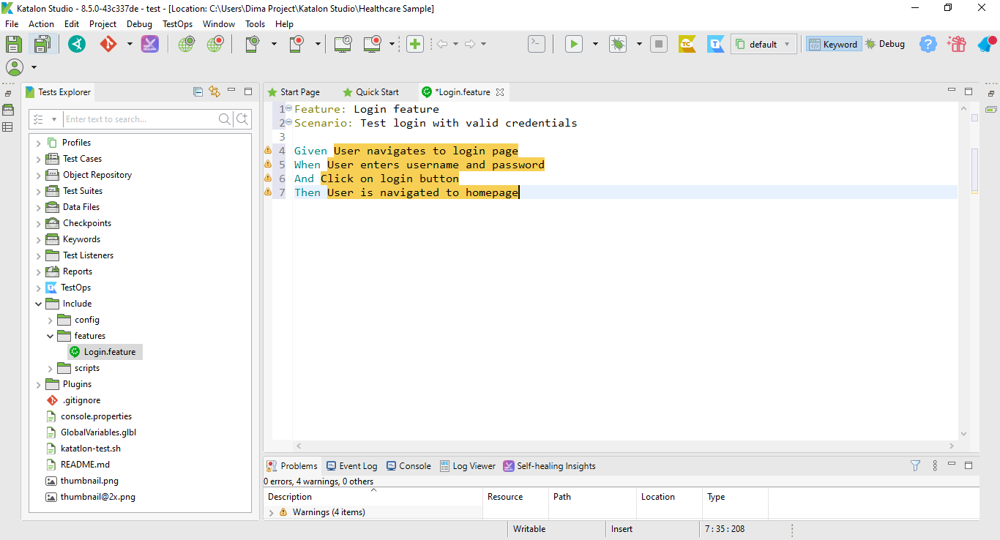 Katalon Studio - 8.5.0-43c337de - test - [Location: C:\Users\Dima Project\Katalon Studio\Healthcare Sample]
File Action Edit Project Debug TestOps Window Tools Help
TC T default Keyword Debug
Tests Explorer
Enter text to search...
Profiles
Test Cases
Object Repository
Test Suites
Data Files
Checkpoints
Keywords
Test Listeners
Reports
TestOps
Include
config
features
Login.feature
scripts
Plugins
.gitignore
console.properties
GlobalVariables.glbl
katatlon-test.sh
README.md
thumbnail.png
thumbnail@2x.png
Start Page Quick Start *Login.feature
1 Feature: Login feature
2 Scenario: Test login with valid credentials
3
4 Given User navigates to login page
5 When User enters username and password
6 And Click on login button
7 Then User is navigated to homepage
Problems Event Log Console Log Viewer Self-healing Insights
0 errors, 4 warnings, 0 others
Description Resource Path Location Type
Warnings (4 items)
Writable Insert 7 : 35 : 208